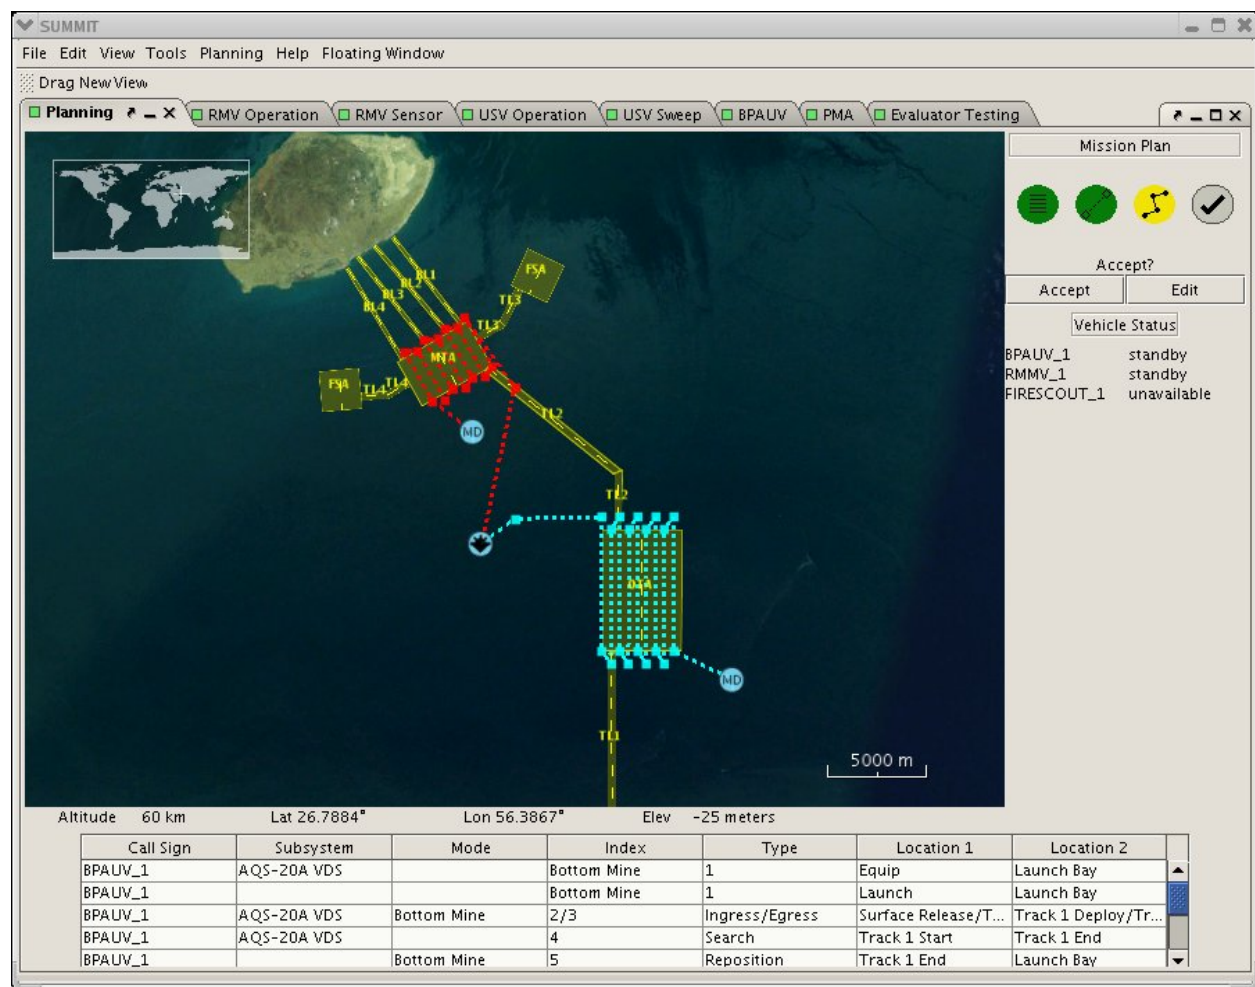 SUMMIT
File Edit View Tools Planning Help Floating Window
Drag New View
Planning RMV Operation RMV Sensor USV Operation USV Sweep BPAUV PMA Evaluator Testing
Mission Plan
Accept?
Accept Edit
Vehicle Status
BPAUV_1 standby
RMMV_1 standby
FIRESCOUT_1 unavailable
BL1
BL2
BL3
BL4
FSA
TL3
TL3
MTA
FSA
TL4
TL4
TL2
MD
TL2
MD
TL1
5000 m
Altitude 60 km Lat 26.7884° Lon 56.3867° Elev -25 meters
Call Sign Subsystem Mode Index Type Location 1 Location 2
BPAUV_1 AQS-20A VDS Bottom Mine 1 Equip Launch Bay
BPAUV_1 Bottom Mine 1 Launch Launch Bay
BPAUV_1 AQS-20A VDS Bottom Mine 2/3 Ingress/Egress Surface Release/T... Track 1 Deploy/Tr...
BPAUV_1 AQS-20A VDS 4 Search Track 1 Start Track 1 End
BPAUV_1 Bottom Mine 5 Reposition Track 1 End Launch Bay